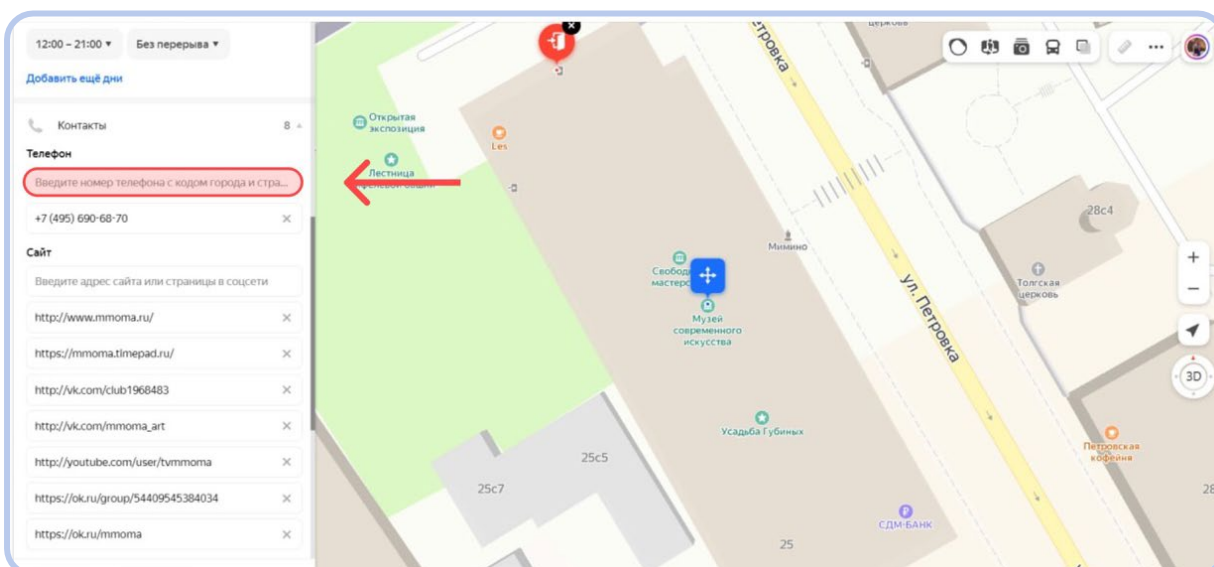 12:00 – 21:00 ▾
Без перерыва ▾
Добавить ещё дни
Контакты
8
Телефон
Введите номер телефона с кодом города и стра...
+7 (495) 690-68-70
Сайт
Введите адрес сайта или страницы в соцсети
http://www.mmoma.ru/
https://mmoma.timepad.ru/
http://vk.com/club1968483
http://vk.com/mmoma_art
http://youtube.com/user/tvmmoma
https://ok.ru/group/54409545384034
https://ok.ru/mmoma
церковь
Петровка
Открытая
экспозиция
Les
Лестница
28с4
Мимино
мастерс
Толгская
церковь
Музей
современного
искусства
ул. Петровка
3D
Усадьба Губиных
Петровская
кофейня
25с5
25с7
28
СДМ-БАНК
25